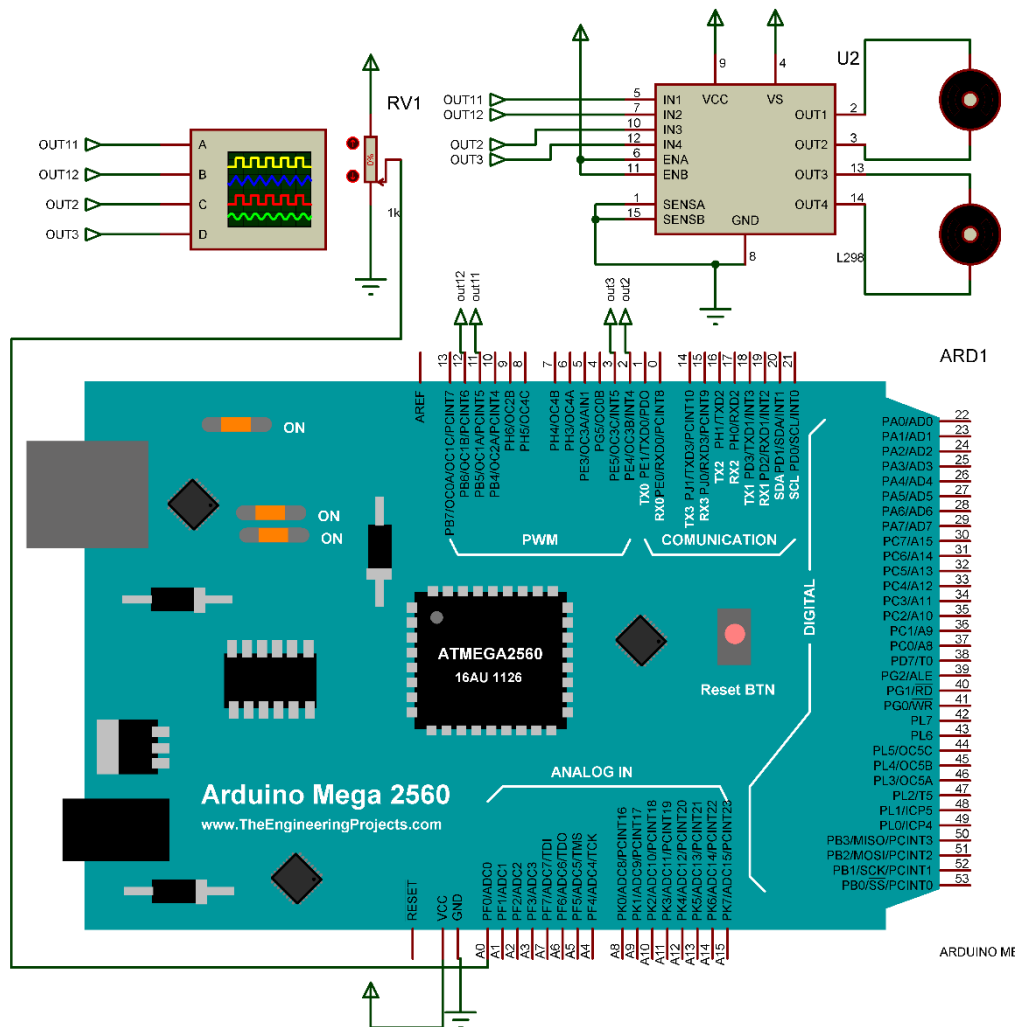 RV1
0%
1k
OUT11
OUT12
OUT2
OUT3
A
B
C
D
U2
9
4
VCC
VS
OUT11
OUT12
OUT2
OUT3
5
7
10
12
6
11
1
15
IN1
IN2
IN3
IN4
ENA
ENB
SENSA
SENSB
GND
8
OUT1
OUT2
OUT3
OUT4
2
3
13
14
L298
out12
out11
out3
out2
ARD1
13
12
11
10
9
8
7
6
5
4
3
2
1
0
14
15
16
17
18
19
20
21
AREF
PB7/OC0A/OC1C/PCINT7
PB6/OC1B/PCINT6
PB5/OC1A/PCINT5
PB4/OC2A/PCINT4
PH6/OC2B
PH5/OC4C
PH4/OC4B
PH3/OC4A
PE3/OC3A/AIN1
PG5/OC0B
PE5/OC3C/INT5
PE4/OC3B/INT4
TX0 PE1/TXD0/PDO
RX0 PE0/RXD0/PCINT8
TX3 PJ1/TXD3/PCINT10
RX3 PJ0/RXD3/PCINT9
TX2 PH1/TXD2
RX2 PH0/RXD2
TX1 PD3/TXD1/INT3
RX1 PD2/RXD1/INT2
SDA PD1/SDA/INT1
SCL PD0/SCL/INT0
PWM
COMUNICATION
DIGITAL
ON
ON
ON
ATMEGA2560
16AU 1126
Reset BTN
PA0/AD0 22
PA1/AD1 23
PA2/AD2 24
PA3/AD3 25
PA4/AD4 26
PA5/AD5 27
PA6/AD6 28
PA7/AD7 29
PC7/A15 30
PC6/A14 31
PC5/A13 32
PC4/A12 33
PC3/A11 34
PC2/A10 35
PC1/A9 36
PC0/A8 37
PD7/T0 38
PG2/ALE 39
PG1/RD 40
PG0/WR 41
PL7 42
PL6 43
PL5/OC5C 44
PL4/OC5B 45
PL3/OC5A 46
PL2/T5 47
PL1/ICP5 48
PL0/ICP4 49
PB3/MISO/PCINT3 50
PB2/MOSI/PCINT2 51
PB1/SCK/PCINT1 52
PB0/SS/PCINT0 53
Arduino Mega 2560
www.TheEngineeringProjects.com
ANALOG IN
RESET
VCC
GND
PF0/ADC0
PF1/ADC1
PF2/ADC2
PF3/ADC3
PF7/ADC7/TDI
PF6/ADC6/TDO
PF5/ADC5/TMS
PF4/ADC4/TCK
PK0/ADC8/PCINT16
PK1/ADC9/PCINT17
PK2/ADC10/PCINT18
PK3/ADC11/PCINT19
PK4/ADC12/PCINT20
PK5/ADC13/PCINT21
PK6/ADC14/PCINT22
PK7/ADC15/PCINT23
A0
A1
A2
A3
A7
A6
A5
A4
A8
A9
A10
A11
A12
A13
A14
A15
ARDUINO ME